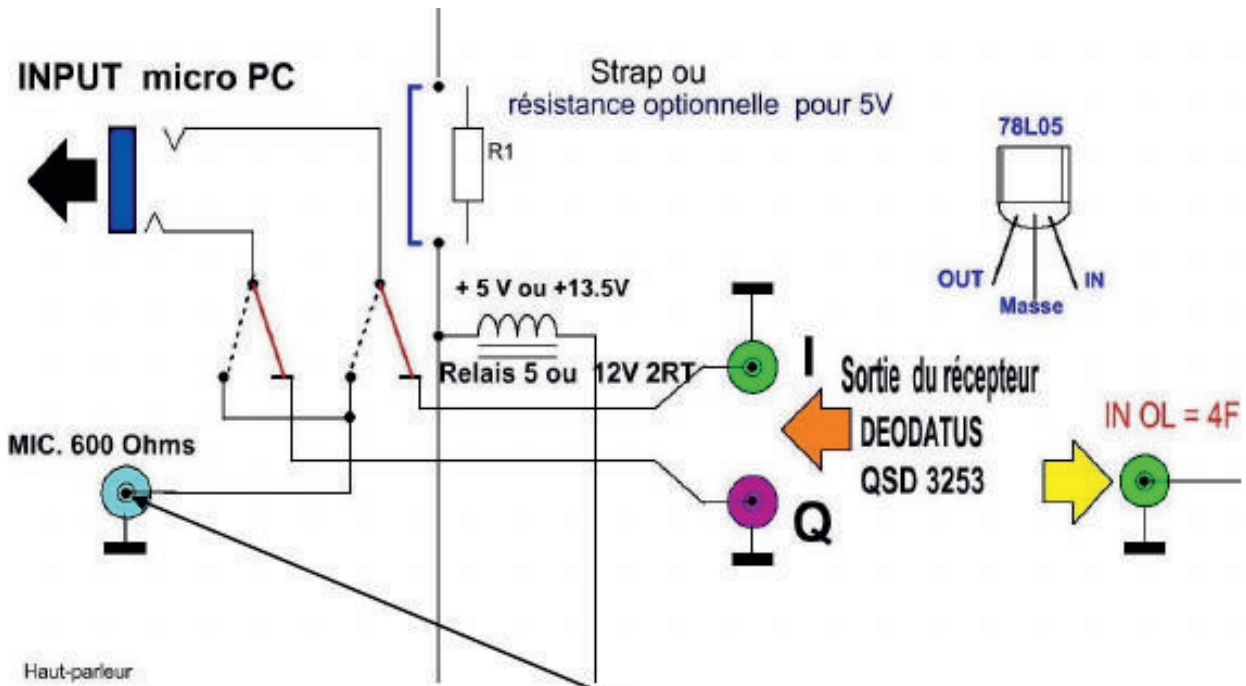 INPUT micro PC
Strap ou
résistance optionnelle pour 5V
R1
78L05
OUT
IN
Masse
+ 5 V ou +13.5V
Relais 5 ou 12V 2RT
I
Sortie du récepteur
DEODATUS
QSD 3253
IN OL = 4F
MIC. 600 Ohms
Q
Haut-parleur